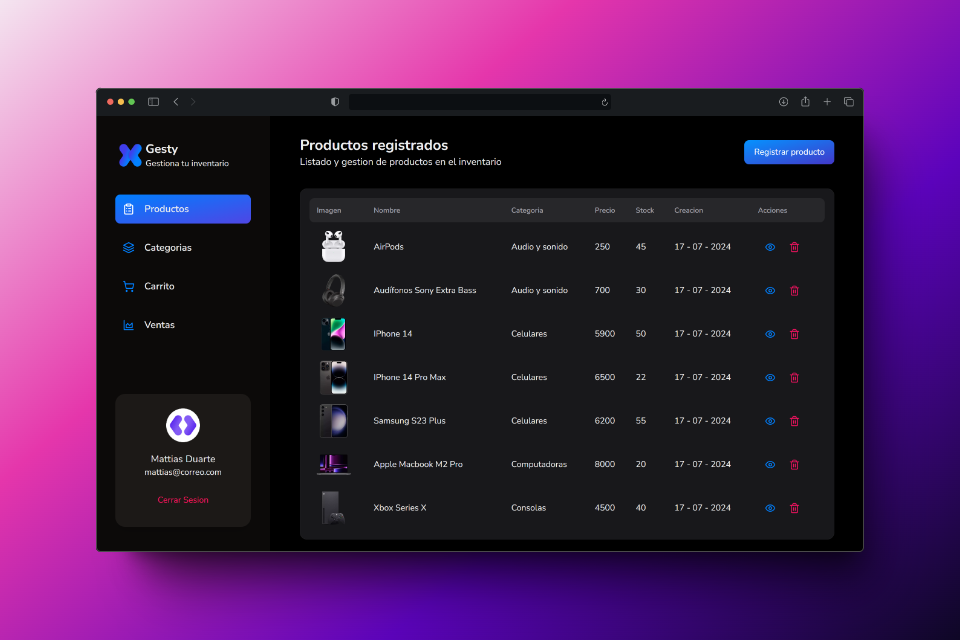 Gesty
Gestiona tu inventario
Productos
Categorias
Carrito
Ventas
Mattias Duarte
mattias@correo.com
Cerrar Sesion
Productos registrados
Listado y gestion de productos en el inventario
Registrar producto
Imagen Nombre Categoria Precio Stock Creacion Acciones
AirPods Audio y sonido 250 45 17 - 07 - 2024
Audífonos Sony Extra Bass Audio y sonido 700 30 17 - 07 - 2024
IPhone 14 Celulares 5900 50 17 - 07 - 2024
IPhone 14 Pro Max Celulares 6500 22 17 - 07 - 2024
Samsung S23 Plus Celulares 6200 55 17 - 07 - 2024
Apple Macbook M2 Pro Computadoras 8000 20 17 - 07 - 2024
Xbox Series X Consolas 4500 40 17 - 07 - 2024